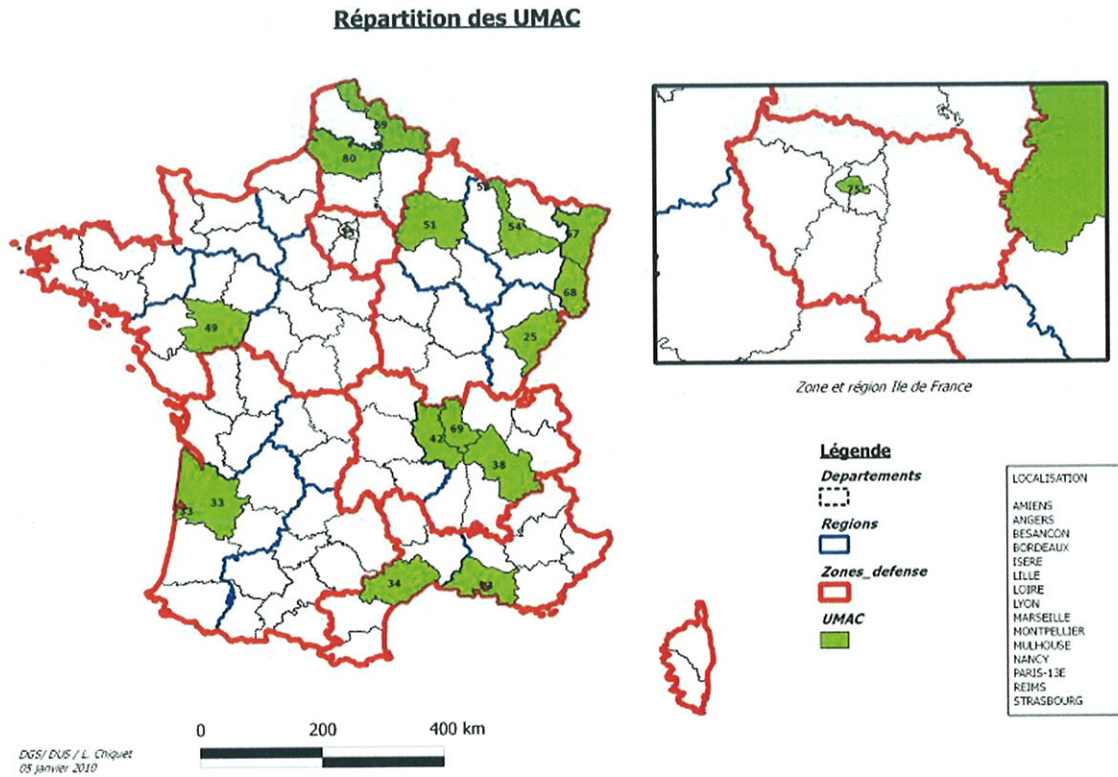 Répartition des UMAC
59
80
51
54
67
68
49
25
42
69
38
33
33
34
13
75
Zone et région Ile de France
Légende
Departements
Regions
Zones_defense
UMAC
LOCALISATION
AMIENS
ANGERS
BESANCON
BORDEAUX
ISERE
LILLE
LOIRE
LYON
MARSEILLE
MONTPELLIER
MULHOUSE
NANCY
PARIS-13E
REIMS
STRASBOURG
0 200 400 km
DGS/ DUS / L. Chiquet
05 janvier 2010